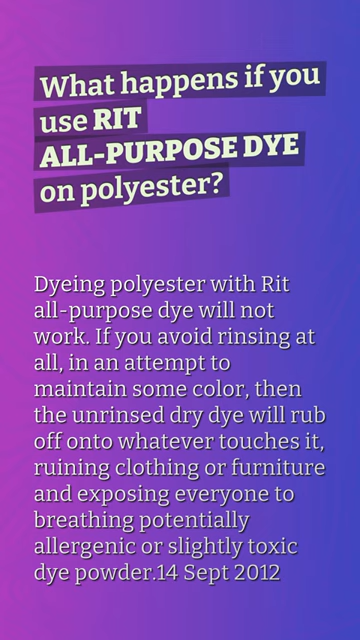 What happens if you
use RIT
ALL-PURPOSE DYE
on polyester?
Dyeing polyester with Rit
all-purpose dye will not
work. If you avoid rinsing at
all, in an attempt to
maintain some color, then
the unrinsed dry dye will rub
off onto whatever touches it,
ruining clothing or furniture
and exposing everyone to
breathing potentially
allergenic or slightly toxic
dye powder.14 Sept 2012